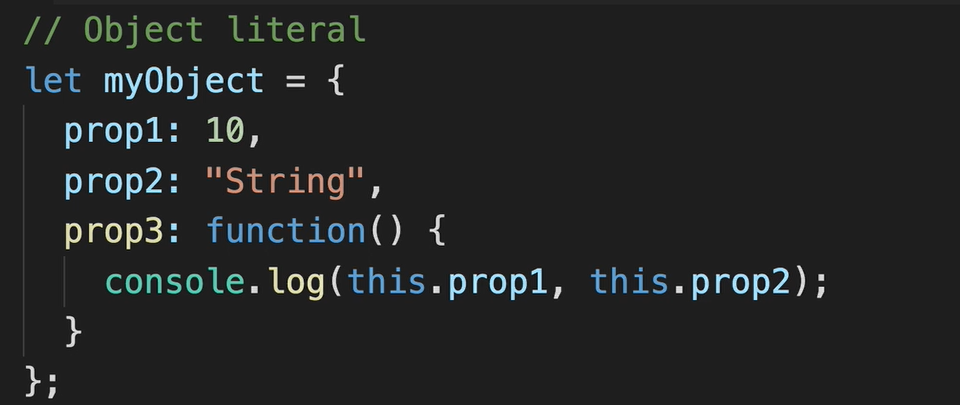 // Object literal
let myObject = {
  prop1: 10,
  prop2: "String",
  prop3: function() {
    console.log(this.prop1, this.prop2);
  }
};